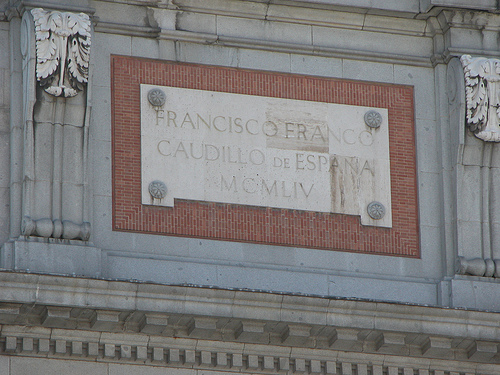 FRANCISCO FRANCO
CAUDILLO DE ESPAÑA
MCMLIV